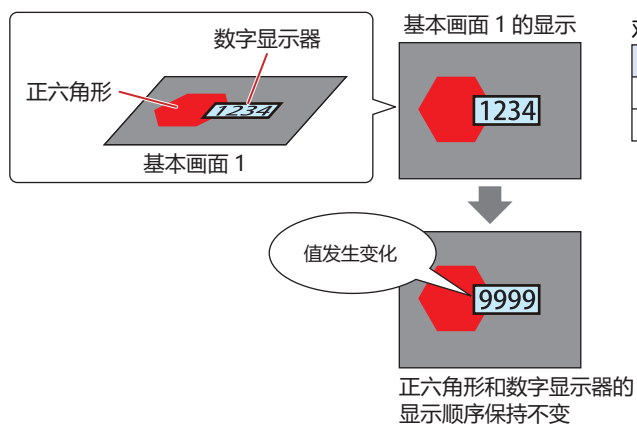 基本画面 1 的显示
数字显示器
正六角形
1234
基本画面 1
1234
值发生变化
9999
正六角形和数字显示器的
显示顺序保持不变